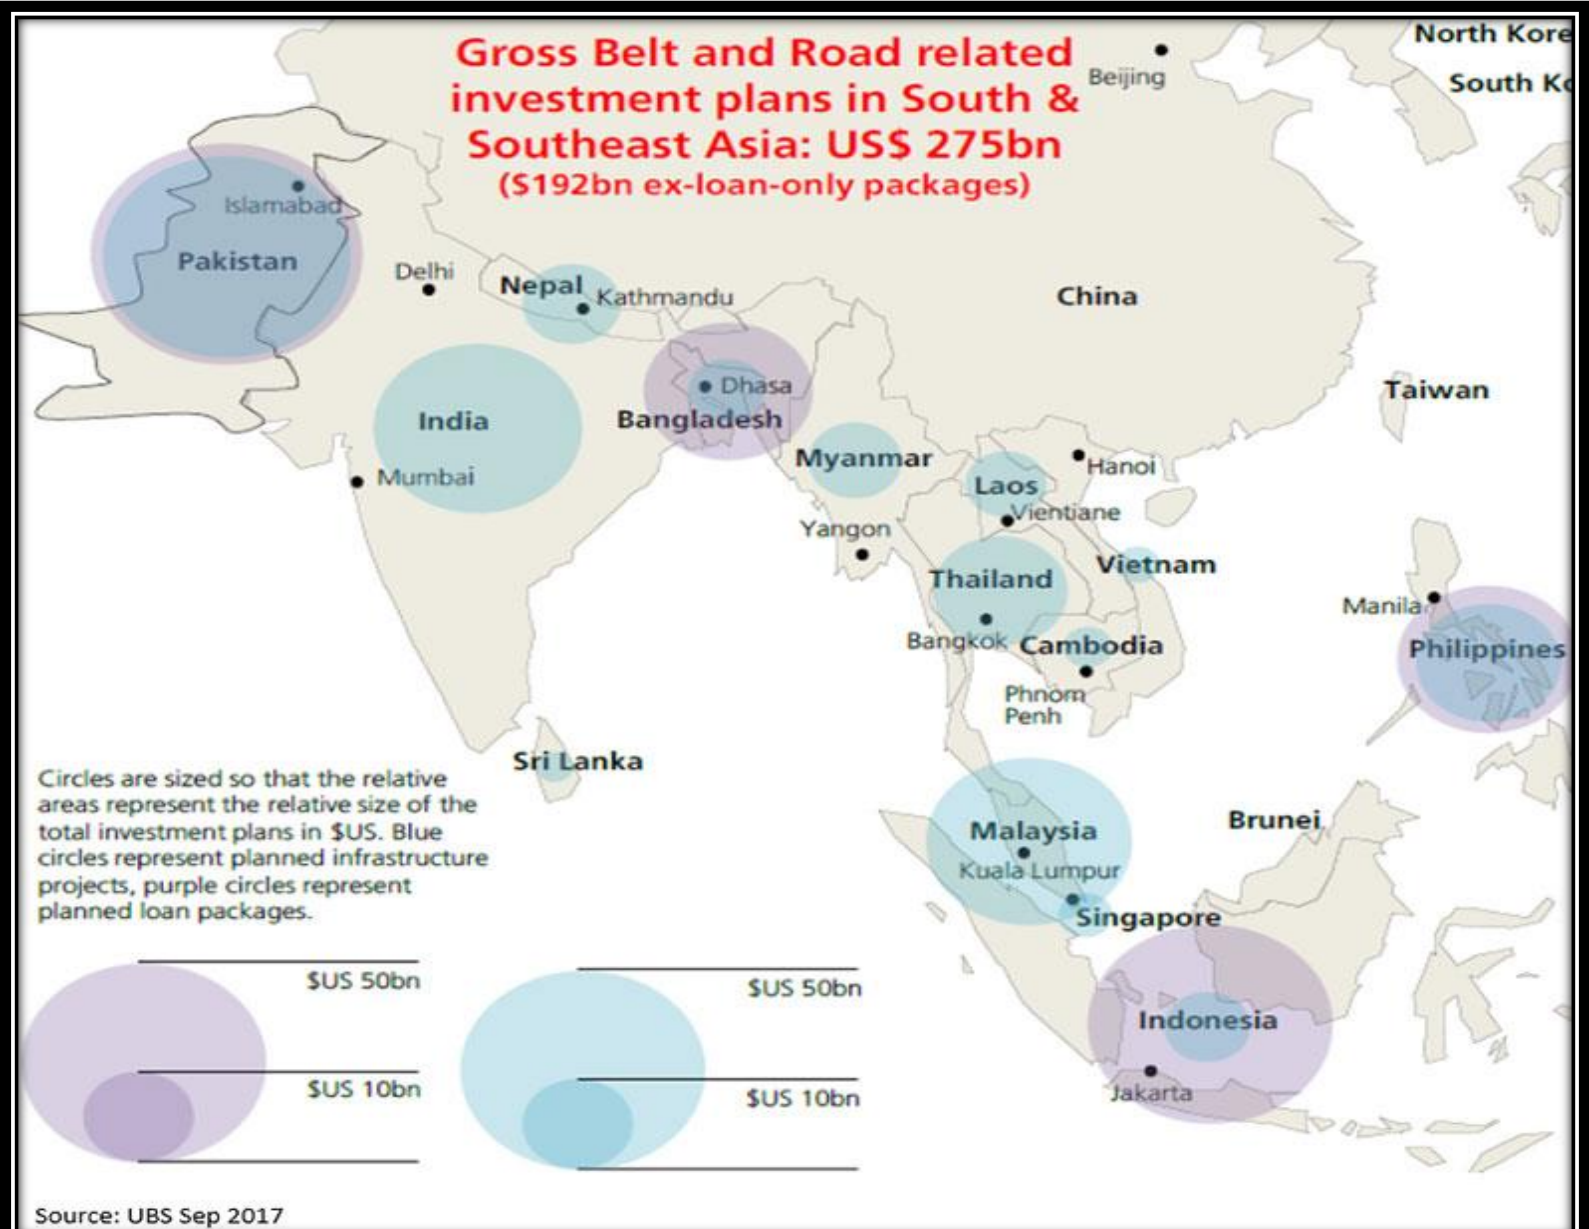 Gross Belt and Road related
investment plans in South &
Southeast Asia: US$ 275bn
($192bn ex-loan-only packages)
Beijing
North Kore
South Ko
Islamabad
Pakistan
Delhi
Nepal
Kathmandu
China
Dhasa
Bangladesh
India
Mumbai
Taiwan
Myanmar
Hanoi
Laos
Vientiane
Yangon
Vietnam
Thailand
Bangkok
Cambodia
Phnom
Penh
Manila
Philippines
Sri Lanka
Malaysia
Kuala Lumpur
Brunei
Singapore
Indonesia
Jakarta
Circles are sized so that the relative
areas represent the relative size of the
total investment plans in $US. Blue
circles represent planned infrastructure
projects, purple circles represent
planned loan packages.
$US 50bn
$US 10bn
$US 50bn
$US 10bn
Source: UBS Sep 2017